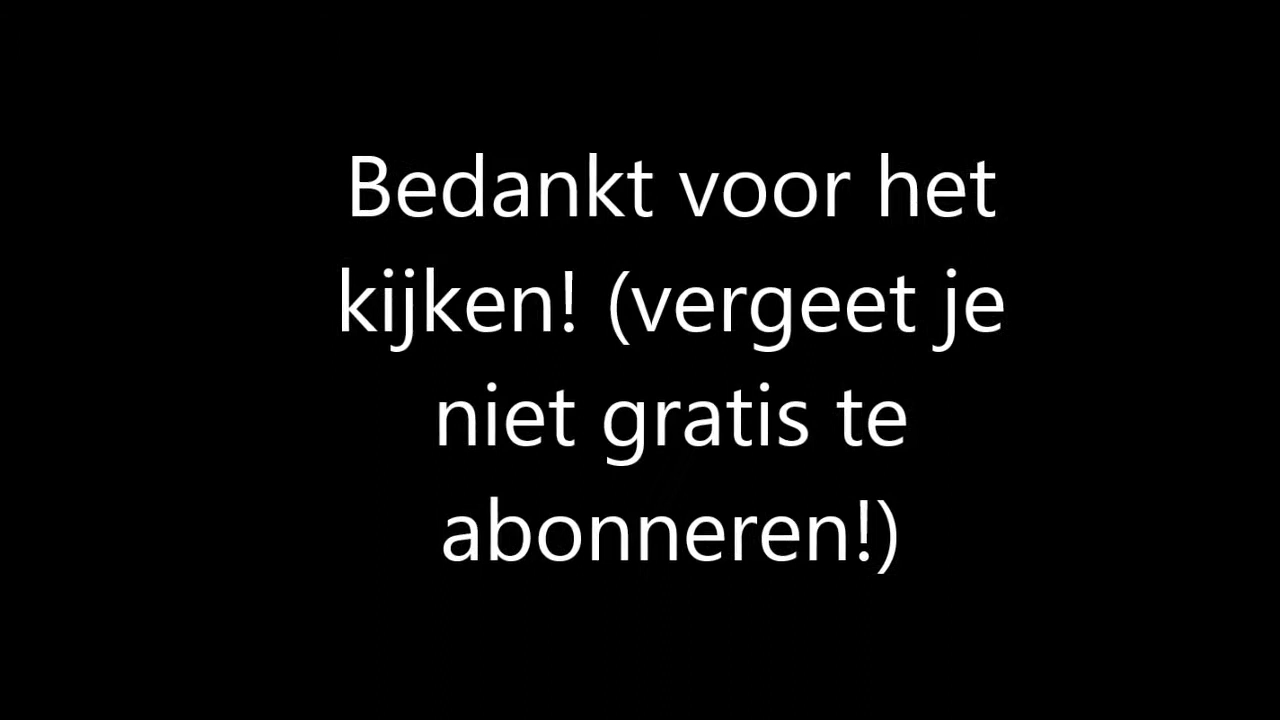 Bedankt voor het
kijken! (vergeet je
niet gratis te
abonneren!)